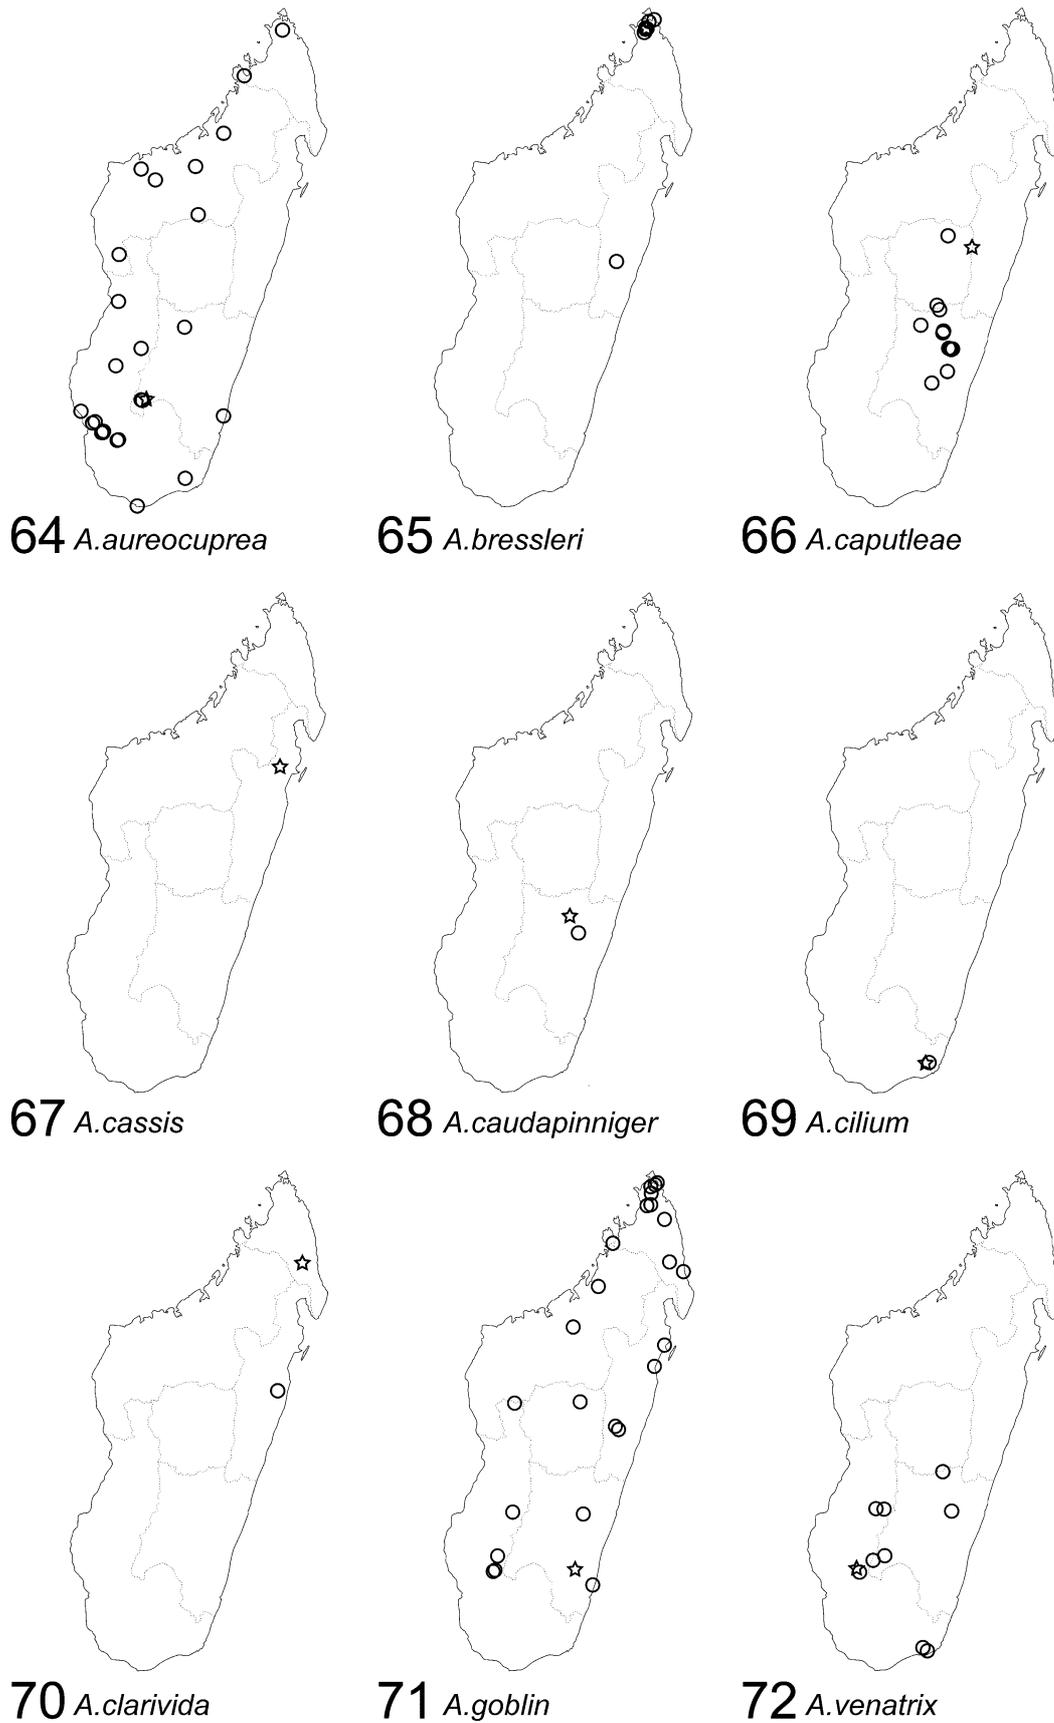 64 A.aureocuprea
65 A.bressleri
66 A.caputleae
67 A.cassis
68 A.caudapinniger
69 A.cilium
70 A.clarivida
71 A.goblin
72 A.venatrix